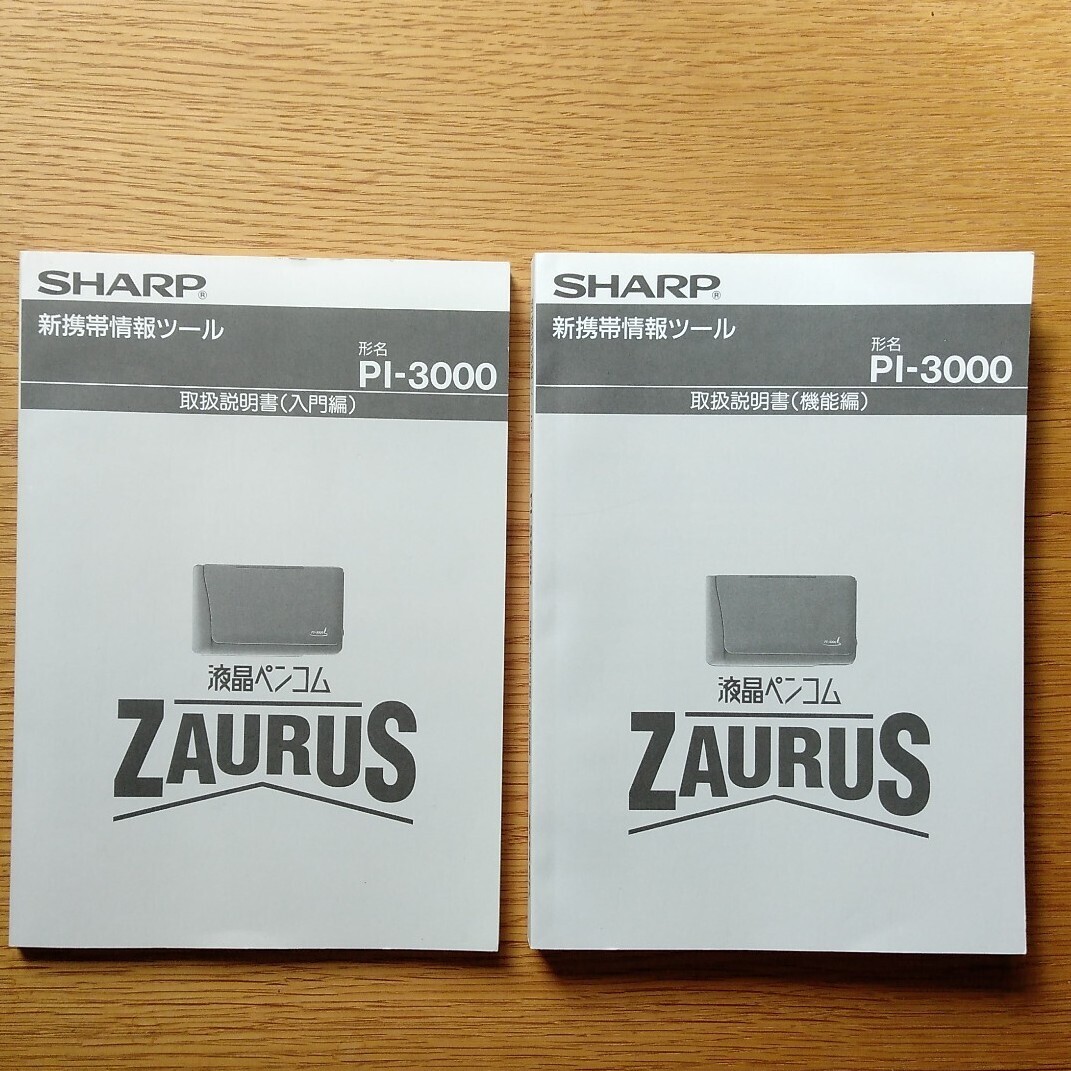 SHARP®
新携帯情報ツール
形名
PI-3000
取扱説明書(入門編)
液晶ペンコム
ZAURUS
SHARP®
新携帯情報ツール
形名
PI-3000
取扱説明書(機能編)
液晶ペンコム
ZAURUS